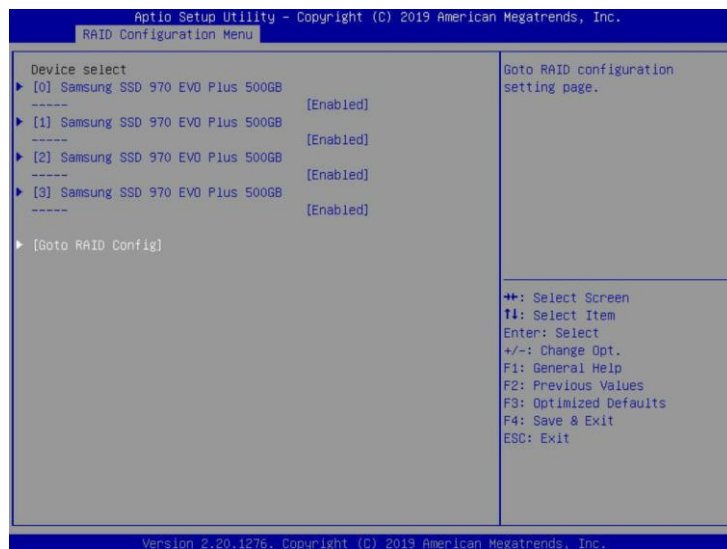 Aptio Setup Utility – Copyright (C) 2019 American Megatrends, Inc.
RAID Configuration Menu
Device select
[0] Samsung SSD 970 EVO Plus 500GB
----- [Enabled]
[1] Samsung SSD 970 EVO Plus 500GB
----- [Enabled]
[2] Samsung SSD 970 EVO Plus 500GB
----- [Enabled]
[3] Samsung SSD 970 EVO Plus 500GB
----- [Enabled]
[Goto RAID Config]
Goto RAID configuration
setting page.
→←: Select Screen
↑↓: Select Item
Enter: Select
+/-: Change Opt.
F1: General Help
F2: Previous Values
F3: Optimized Defaults
F4: Save & Exit
ESC: Exit
Version 2.20.1276. Copyright (C) 2019 American Megatrends, Inc.